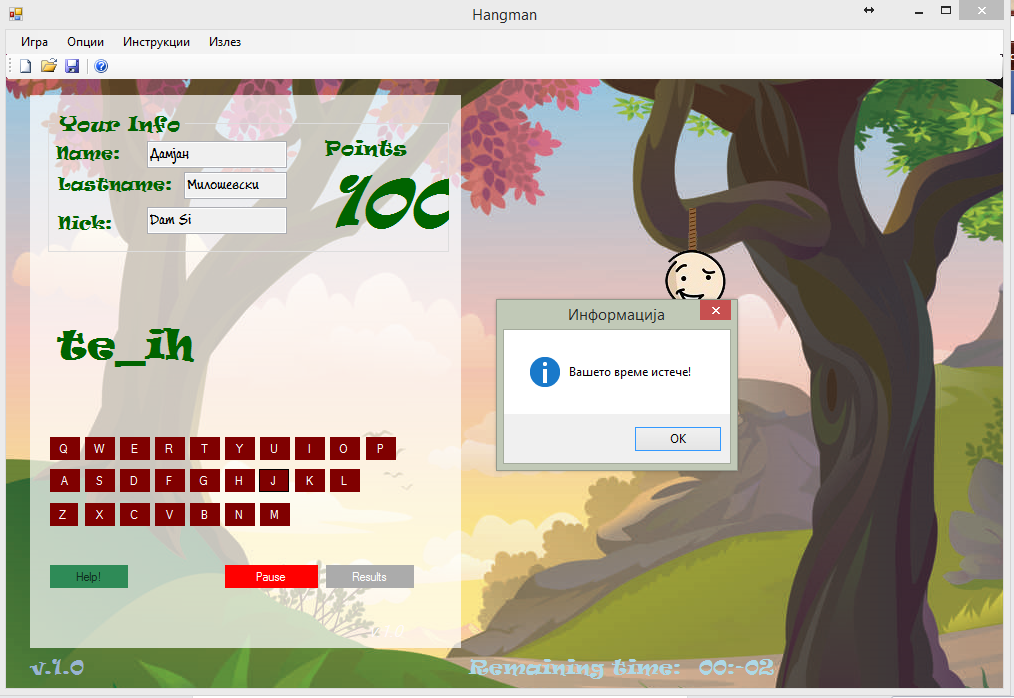 Hangman
Игра Опции Инструкции Излез
Your Info
Name: Дамјан
Lastname: Милошевски
Nick: Dam Si
Points
100
te_ih
Информација
Вашето време истече!
OK
Q W E R T Y U I O P
A S D F G H J K L
Z X C V B N M
Help! Pause Results
v.1.0
Remaining time: 00:-02